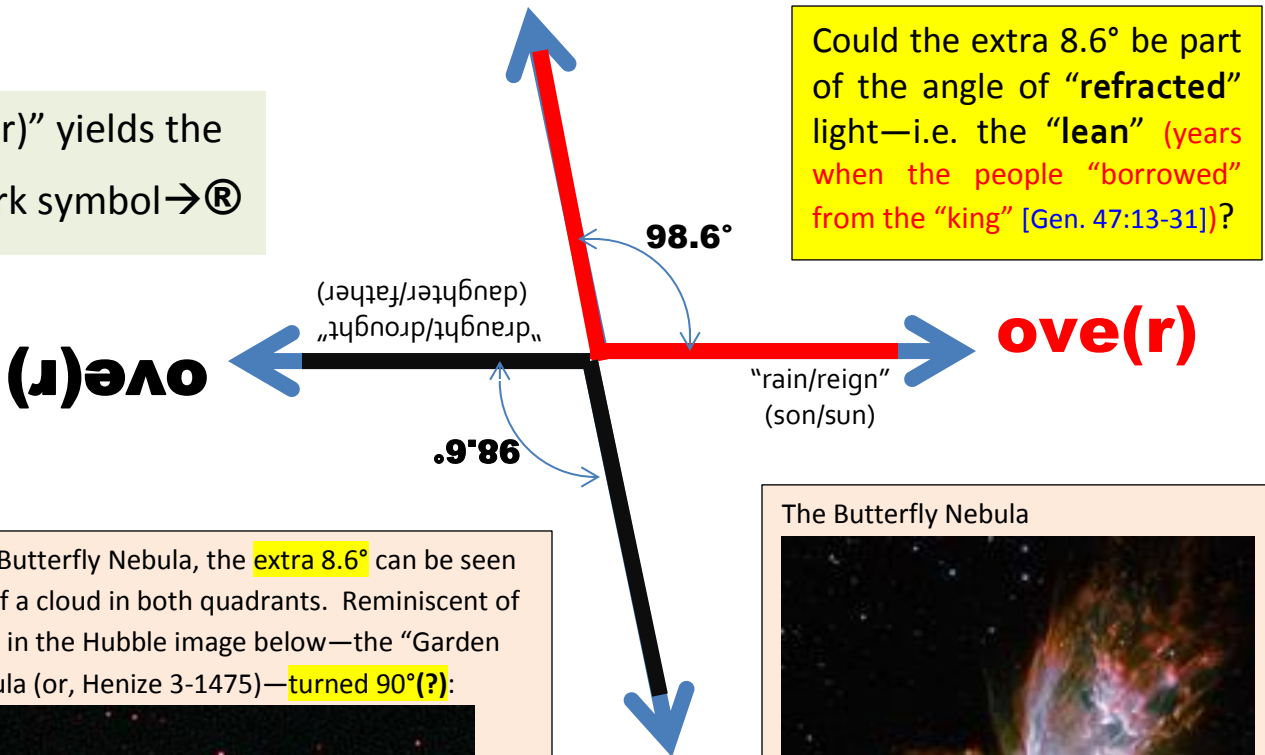 r)” yields the
rk symbol→®
Could the extra 8.6° be part
of the angle of “refracted”
light—i.e. the “lean” (years
when the people “borrowed”
from the “king” [Gen. 47:13-31])?
98.6°
ove(r)
“rain/reign”
(son/sun)
“draught/drought”
(daughter/father)
ove(r)
98.6°
Butterfly Nebula, the extra 8.6° can be seen
f a cloud in both quadrants. Reminiscent of
in the Hubble image below—the “Garden
ula (or, Henize 3-1475)—turned 90°(?):
The Butterfly Nebula